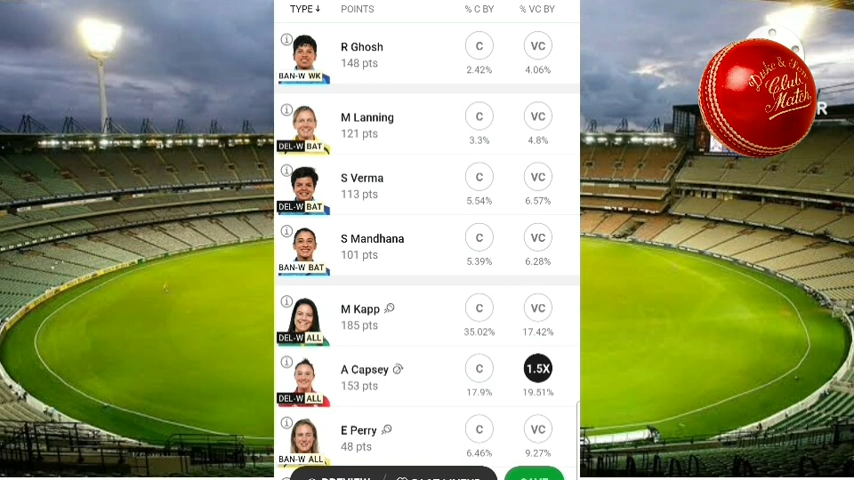 TYPE ↓ POINTS % C BY % VC BY
R Ghosh
148 pts
C VC
2.42% 4.06%
BAN-W WK
M Lanning
121 pts
C VC
3.3% 4.8%
DEL-W BAT
S Verma
113 pts
C VC
5.54% 6.57%
DEL-W BAT
S Mandhana
101 pts
C VC
5.39% 6.28%
BAN-W BAT
M Kapp
185 pts
C VC
35.02% 17.42%
DEL-W ALL
A Capsey
153 pts
C 1.5X
17.9% 19.51%
DEL-W ALL
E Perry
48 pts
C VC
6.46% 9.27%
BAN-W ALL
Club
Match
R